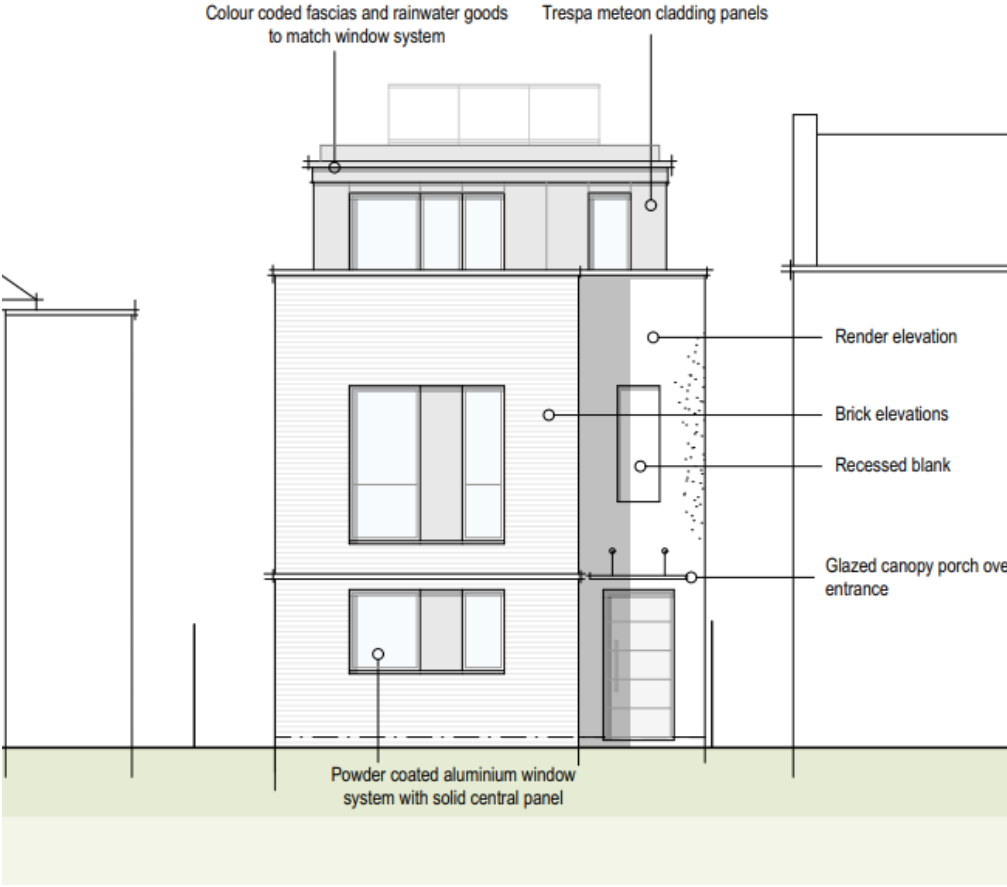 Colour coded fascias and rainwater goods
to match window system
Trespa meteon cladding panels
Render elevation
Brick elevations
Recessed blank
Glazed canopy porch ove
entrance
Powder coated aluminium window
system with solid central panel